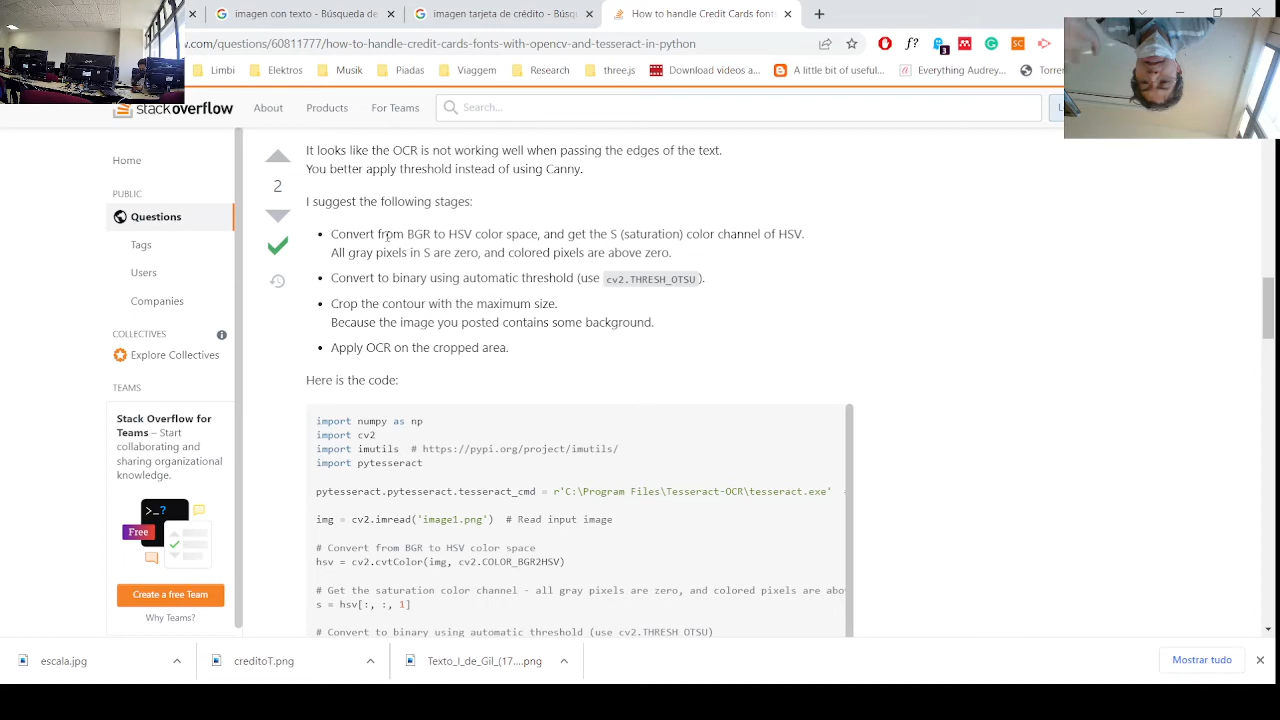 imagen con texto - Búsqueda de
imagen tarjeta de crédito - Búsqu
How to handle Credit Cards fonts
w.com/questions/60811777/how-to-handle-credit-cards-fonts-with-opencv-and-tesseract-in-python
f?
3
SC
Limbi
Elektros
Musik
Piadas
Viaggem
Research
three.js
Download videos a...
A little bit of useful...
Everything Audrey...
Torre
stackoverflow
About
Products
For Teams
Search...
L
Home
PUBLIC
Questions
Tags
Users
Companies
COLLECTIVES
Explore Collectives
TEAMS
Stack Overflow for
Teams – Start
collaborating and
sharing organizational
knowledge.
>_?
Free
Create a free Team
Why Teams?
2
It looks like the OCR is not working well when passing the edges of the text.
You better apply threshold instead of using Canny.
I suggest the following stages:
• Convert from BGR to HSV color space, and get the S (saturation) color channel of HSV.
All gray pixels in S are zero, and colored pixels are above zero.
• Convert to binary using automatic threshold (use cv2.THRESH_OTSU).
• Crop the contour with the maximum size.
Because the image you posted contains some background.
• Apply OCR on the cropped area.
Here is the code:
import numpy as np
import cv2
import imutils # https://pypi.org/project/imutils/
import pytesseract
pytesseract.pytesseract.tesseract_cmd = r'C:\Program Files\Tesseract-OCR\tesseract.exe'
img = cv2.imread('image1.png') # Read input image
# Convert from BGR to HSV color space
hsv = cv2.cvtColor(img, cv2.COLOR_BGR2HSV)
# Get the saturation color channel - all gray pixels are zero, and colored pixels are abo
s = hsv[:, :, 1]
# Convert to binary using automatic threshold (use cv2.THRESH_OTSU)
escala.jpg
creditoT.png
Texto_I_de_Gil_(17....png
Mostrar tudo